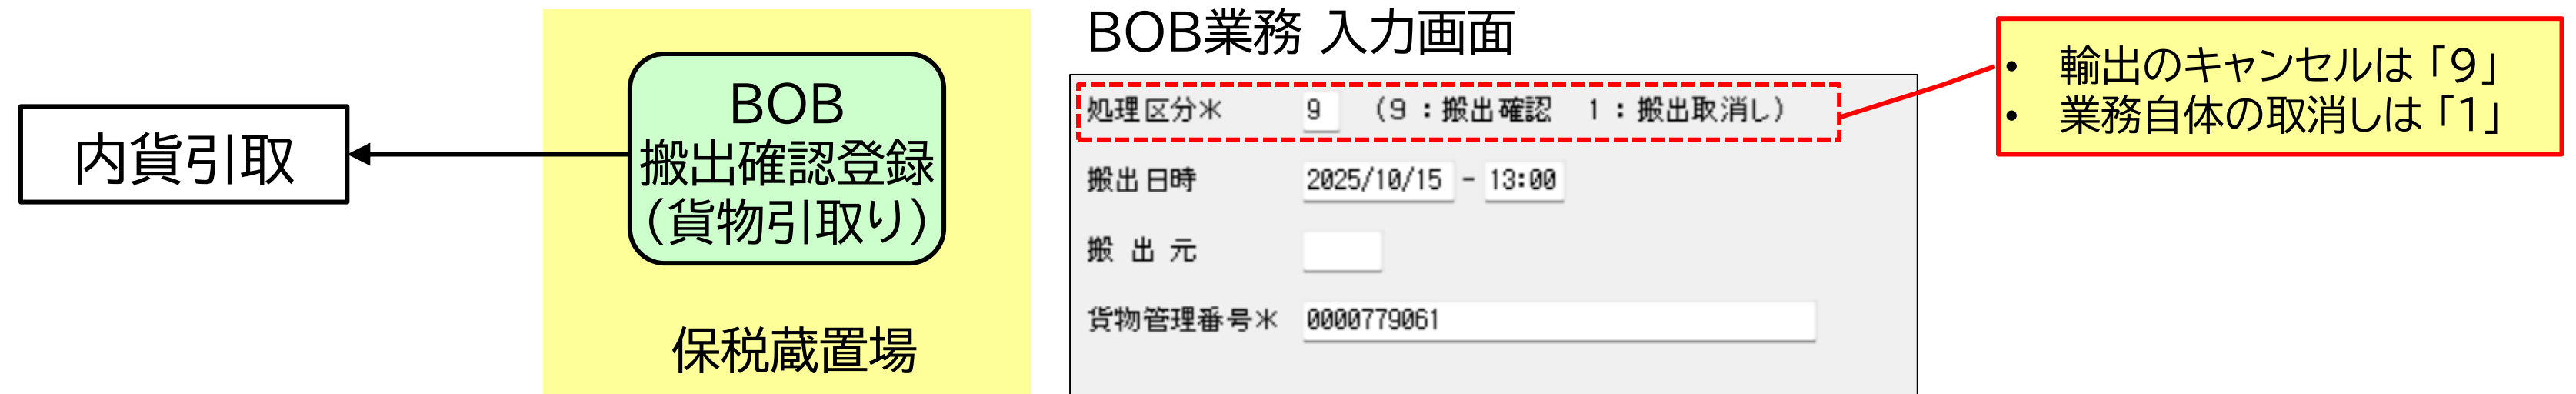 内貨引取
BOB
搬出確認登録
（貨物引取り）
保税蔵置場
BOB業務 入力画面
処理区分＊ 9 （9：搬出確認 1：搬出取消し）
搬出日時 2025/10/15 - 13:00
搬 出 元
貨物管理番号＊ 0000779061
• 輸出のキャンセルは「9」
• 業務自体の取消しは「1」